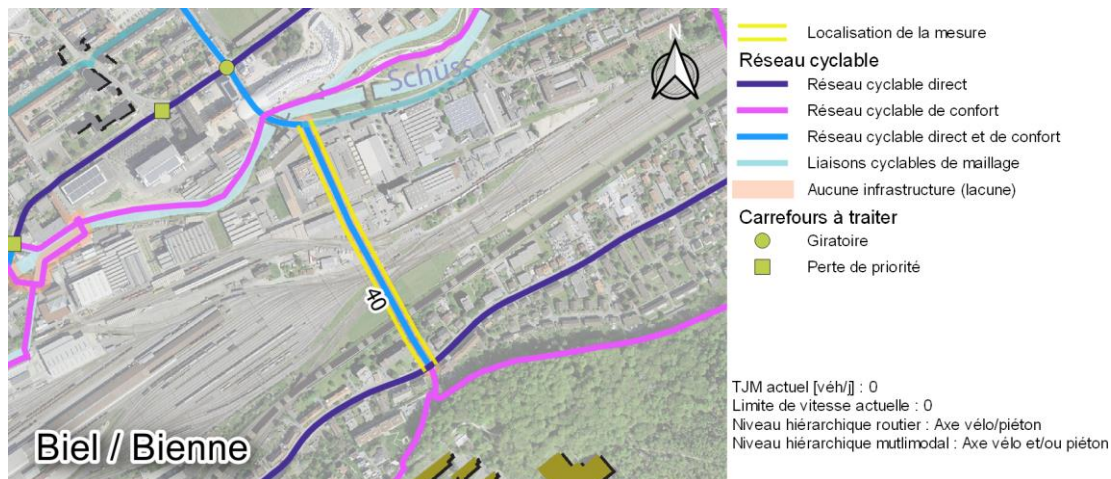 Schüss
N
40
Biel / Bienne
Localisation de la mesure
Réseau cyclable
Réseau cyclable direct
Réseau cyclable de confort
Réseau cyclable direct et de confort
Liaisons cyclables de maillage
Aucune infrastructure (lacune)
Carrefours à traiter
Giratoire
Perte de priorité
TJM actuel [véh/j] : 0
Limite de vitesse actuelle : 0
Niveau hiérarchique routier : Axe vélo/piéton
Niveau hiérarchique mutlimodal : Axe vélo et/ou piéton